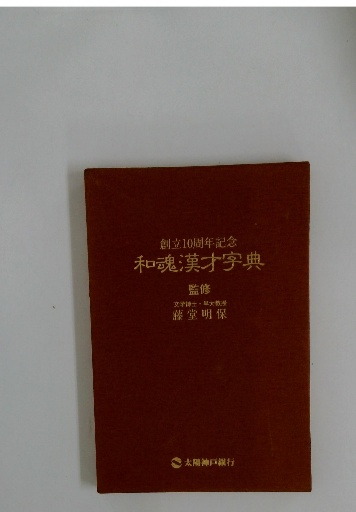 創立10周年記念
和魂漢才字典
監修
文学博士・早大教授
藤堂明保
太陽神戸銀行